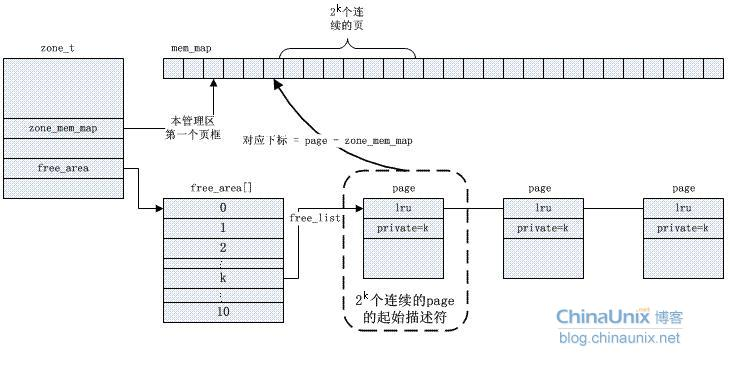 2k个连
续的页
zone_t
mem_map
zone_mem_map
本管理区
第一个页框
对应下标 = page - zone_mem_map
free_area
free_area[]
page
page
page
0
free_list
lru
lru
lru
1
private=k
private=k
private=k
2
⋮
k
⋮
10
2k个连续的page
的起始描述符
ChinaUnix.net 博客
blog.chinaunix.net